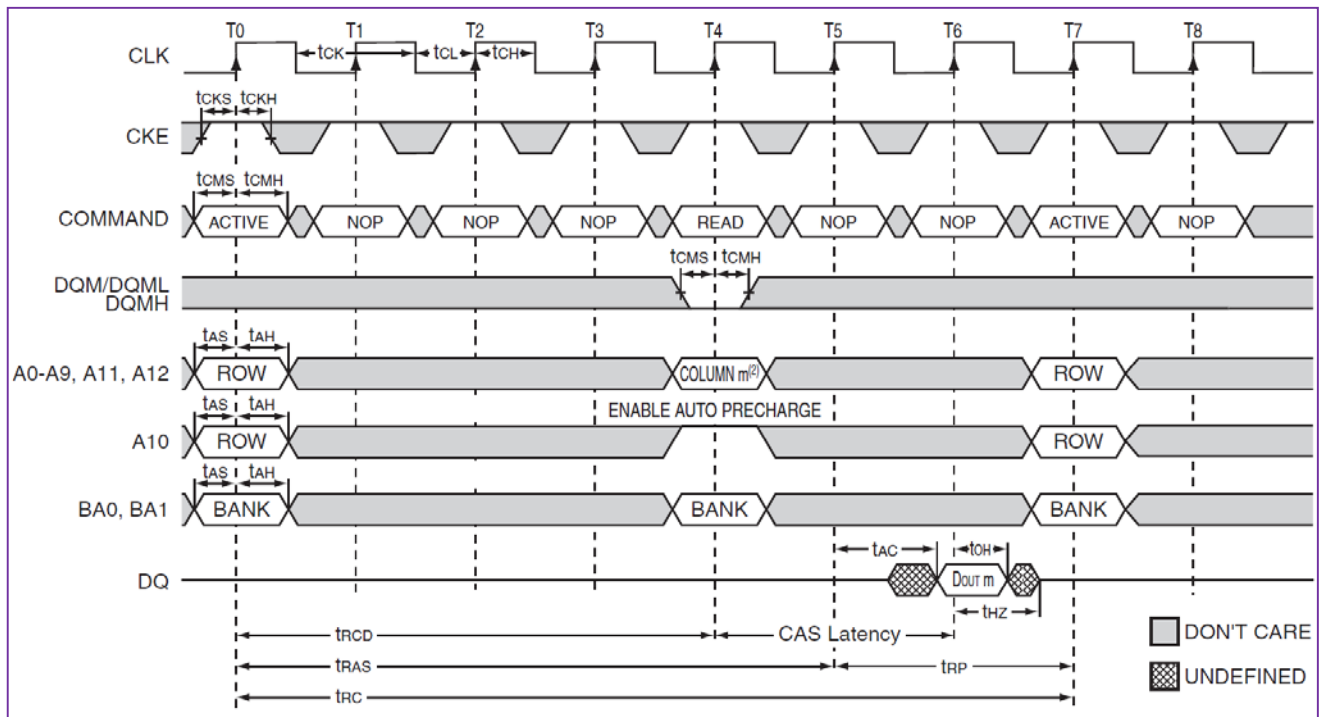 T0 T1 T2 T3 T4 T5 T6 T7 T8
CLK tCK tCL tCH
tCKS tCKH
CKE
tCMS tCMH
COMMAND ACTIVE NOP NOP NOP READ NOP NOP ACTIVE NOP
tCMS tCMH
DQM/DQML
DQMH
tAS tAH
A0-A9, A11, A12 ROW COLUMN m(2) ROW
tAS tAH ENABLE AUTO PRECHARGE
A10 ROW ROW
tAS tAH
BA0, BA1 BANK BANK BANK
tAC tOH
DQ DOUT m
tHZ
tRCD CAS Latency
DON'T CARE
tRAS tRP
UNDEFINED
tRC